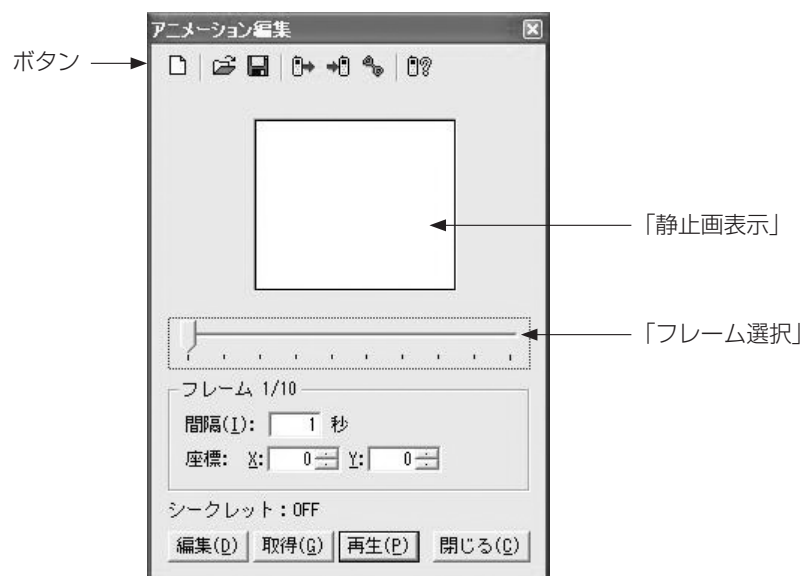 アニメーション編集
ボタン
「静止画表示」
「フレーム選択」
フレーム 1/10
間隔(I): 1 秒
座標: X: 0 Y: 0
シークレット:OFF
編集(D) 取得(G) 再生(P) 閉じる(C)